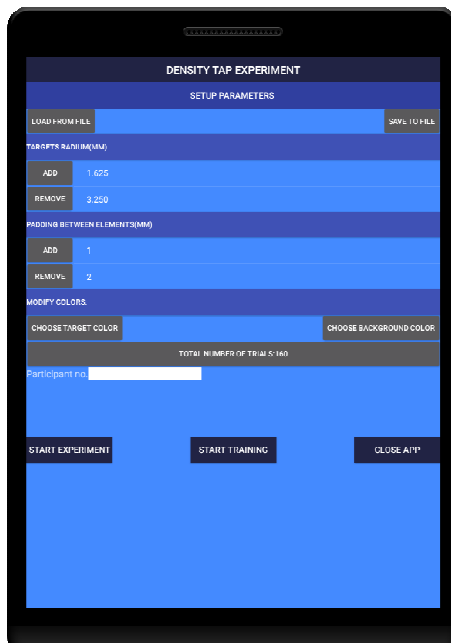 DENSITY TAP EXPERIMENT
SETUP PARAMETERS
LOAD FROM FILE SAVE TO FILE
TARGETS RADIUM(MM)
ADD 1.625
REMOVE 3.250
PADDING BETWEEN ELEMENTS(MM)
ADD 1
REMOVE 2
MODIFY COLORS:
CHOOSE TARGET COLOR CHOOSE BACKGROUND COLOR
TOTAL NUMBER OF TRIALS:160
Participant no.
START EXPERIMENT START TRAINING CLOSE APP